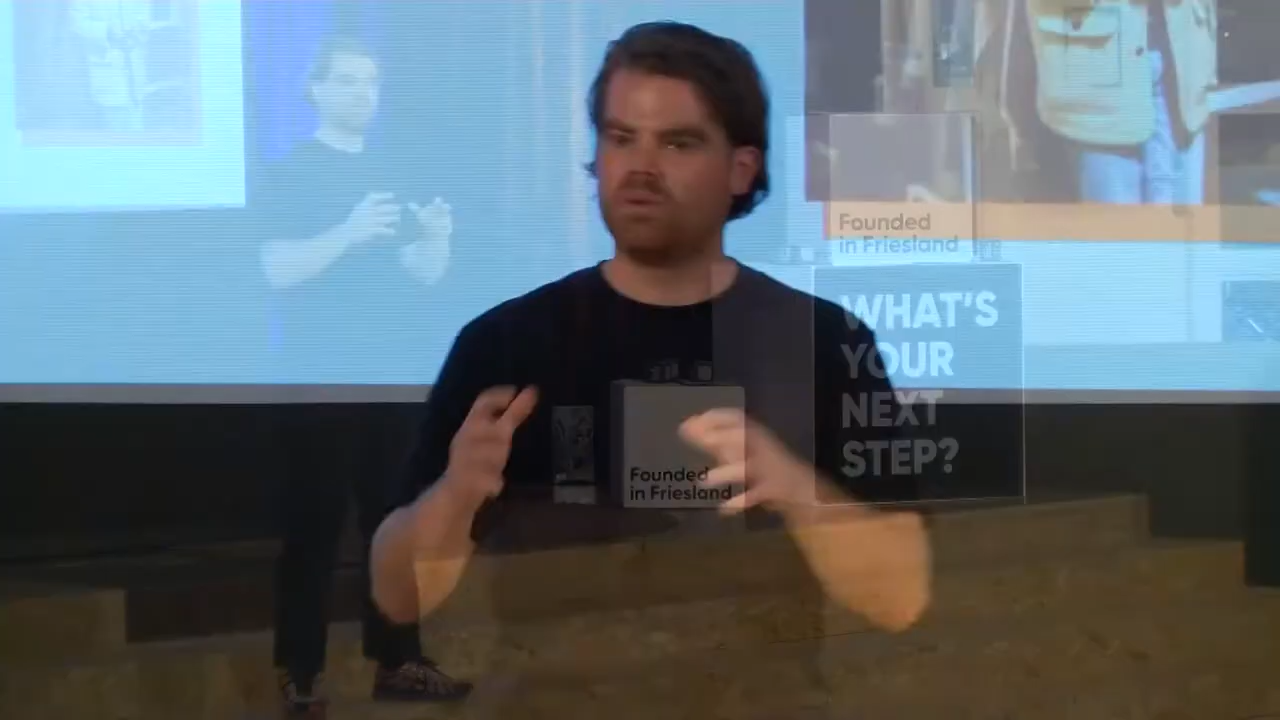 Founded
in Friesland
WHAT'S
YOUR
NEXT
STEP?
Founded
in Friesland